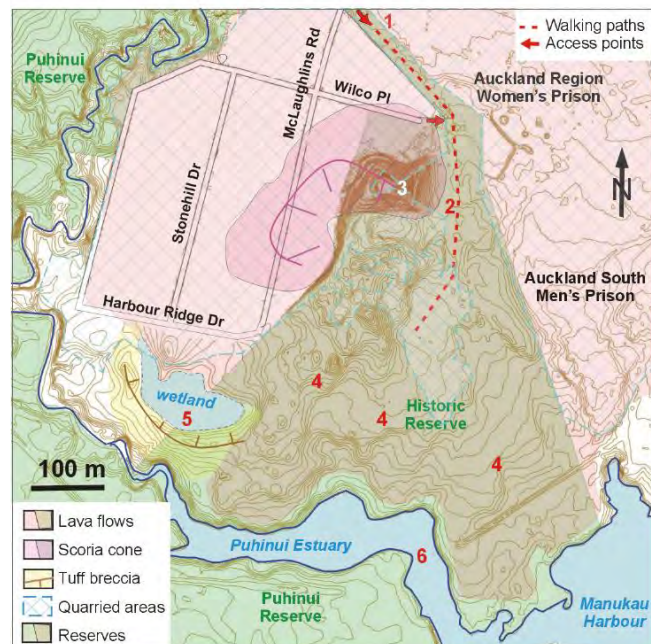 1
Walking paths
Access points
Puhinui
Reserve
McLaughlins Rd
Wilco Pl
Auckland Region
Women's Prison
N
Stonehill Dr
3
2
Auckland South
Men's Prison
Harbour Ridge Dr
4
wetland
5
4
Historic
Reserve
4
100 m
Lava flows
Scoria cone
Tuff breccia
Quarried areas
Reserves
Puhinui Estuary
6
Puhinui
Reserve
Manukau
Harbour